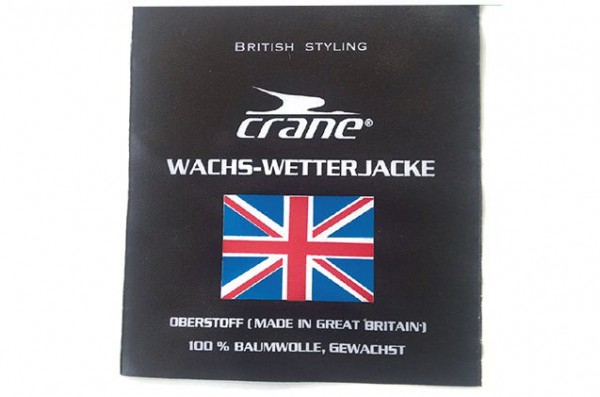 BRITISH STYLING
crane®
WACHS-WETTERJACKE
OBERSTOFF (MADE IN GREAT BRITAIN)
100 % BAUMWOLLE, GEWACHST